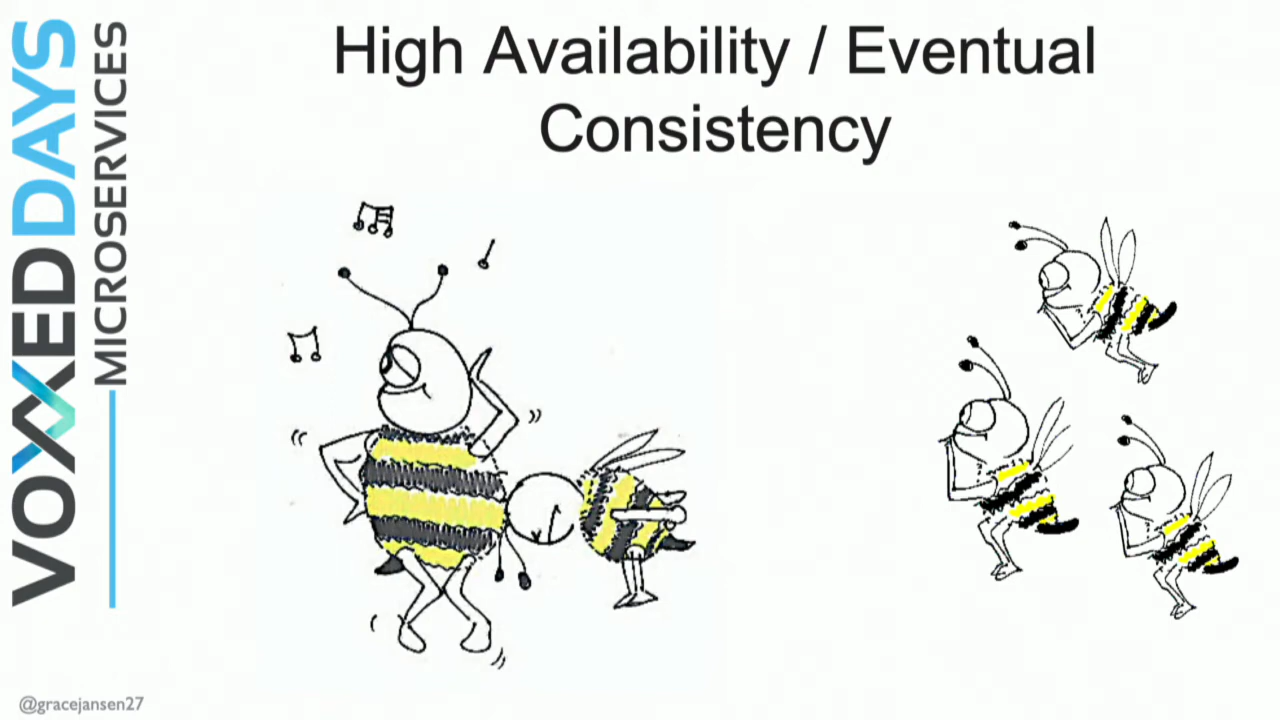 High Availability / Eventual
Consistency
VOXXED DAYS
MICROSERVICES
@gracejansen27